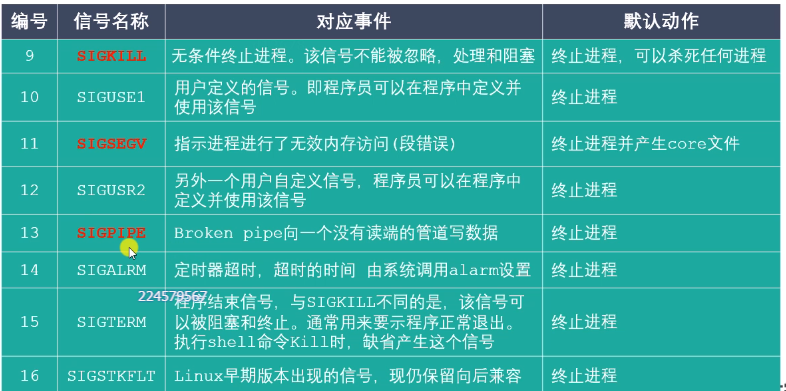 编号 信号名称 对应事件 默认动作
9 SIGKILL 无条件终止进程。该信号不能被忽略，处理和阻塞 终止进程，可以杀死任何进程
10 SIGUSE1 用户定义的信号。即程序员可以在程序中定义并 终止进程
使用该信号
11 SIGSEGV 指示进程进行了无效内存访问(段错误) 终止进程并产生core文件
12 SIGUSR2 另外一个用户自定义信号，程序员可以在程序中 终止进程
定义并使用该信号
13 SIGPIPE Broken pipe向一个没有读端的管道写数据 终止进程
14 SIGALRM 定时器超时，超时的时间 由系统调用alarm设置 终止进程
224579567
15 SIGTERM 程序结束信号，与SIGKILL不同的是，该信号可 终止进程
以被阻塞和终止。通常用来要示程序正常退出。
执行shell命令Kill时，缺省产生这个信号
16 SIGSTKFLT Linux早期版本出现的信号，现仍保留向后兼容 终止进程